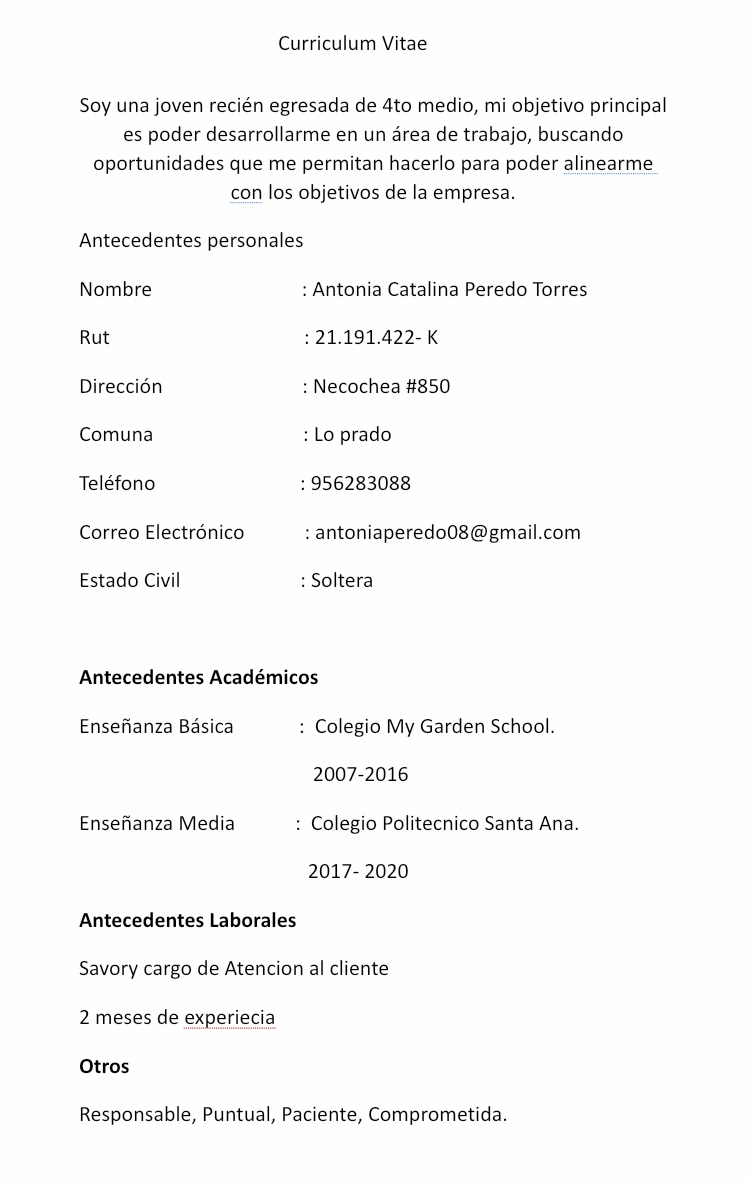 Curriculum Vitae
Soy una joven recién egresada de 4to medio, mi objetivo principal
es poder desarrollarme en un área de trabajo, buscando
oportunidades que me permitan hacerlo para poder alinearme
con los objetivos de la empresa.
Antecedentes personales
Nombre : Antonia Catalina Peredo Torres
Rut : 21.191.422- K
Dirección : Necochea #850
Comuna : Lo prado
Teléfono : 956283088
Correo Electrónico : antoniaperedo08@gmail.com
Estado Civil : Soltera
Antecedentes Académicos
Enseñanza Básica : Colegio My Garden School.
2007-2016
Enseñanza Media : Colegio Politecnico Santa Ana.
2017- 2020
Antecedentes Laborales
Savory cargo de Atencion al cliente
2 meses de experiecia
Otros
Responsable, Puntual, Paciente, Comprometida.